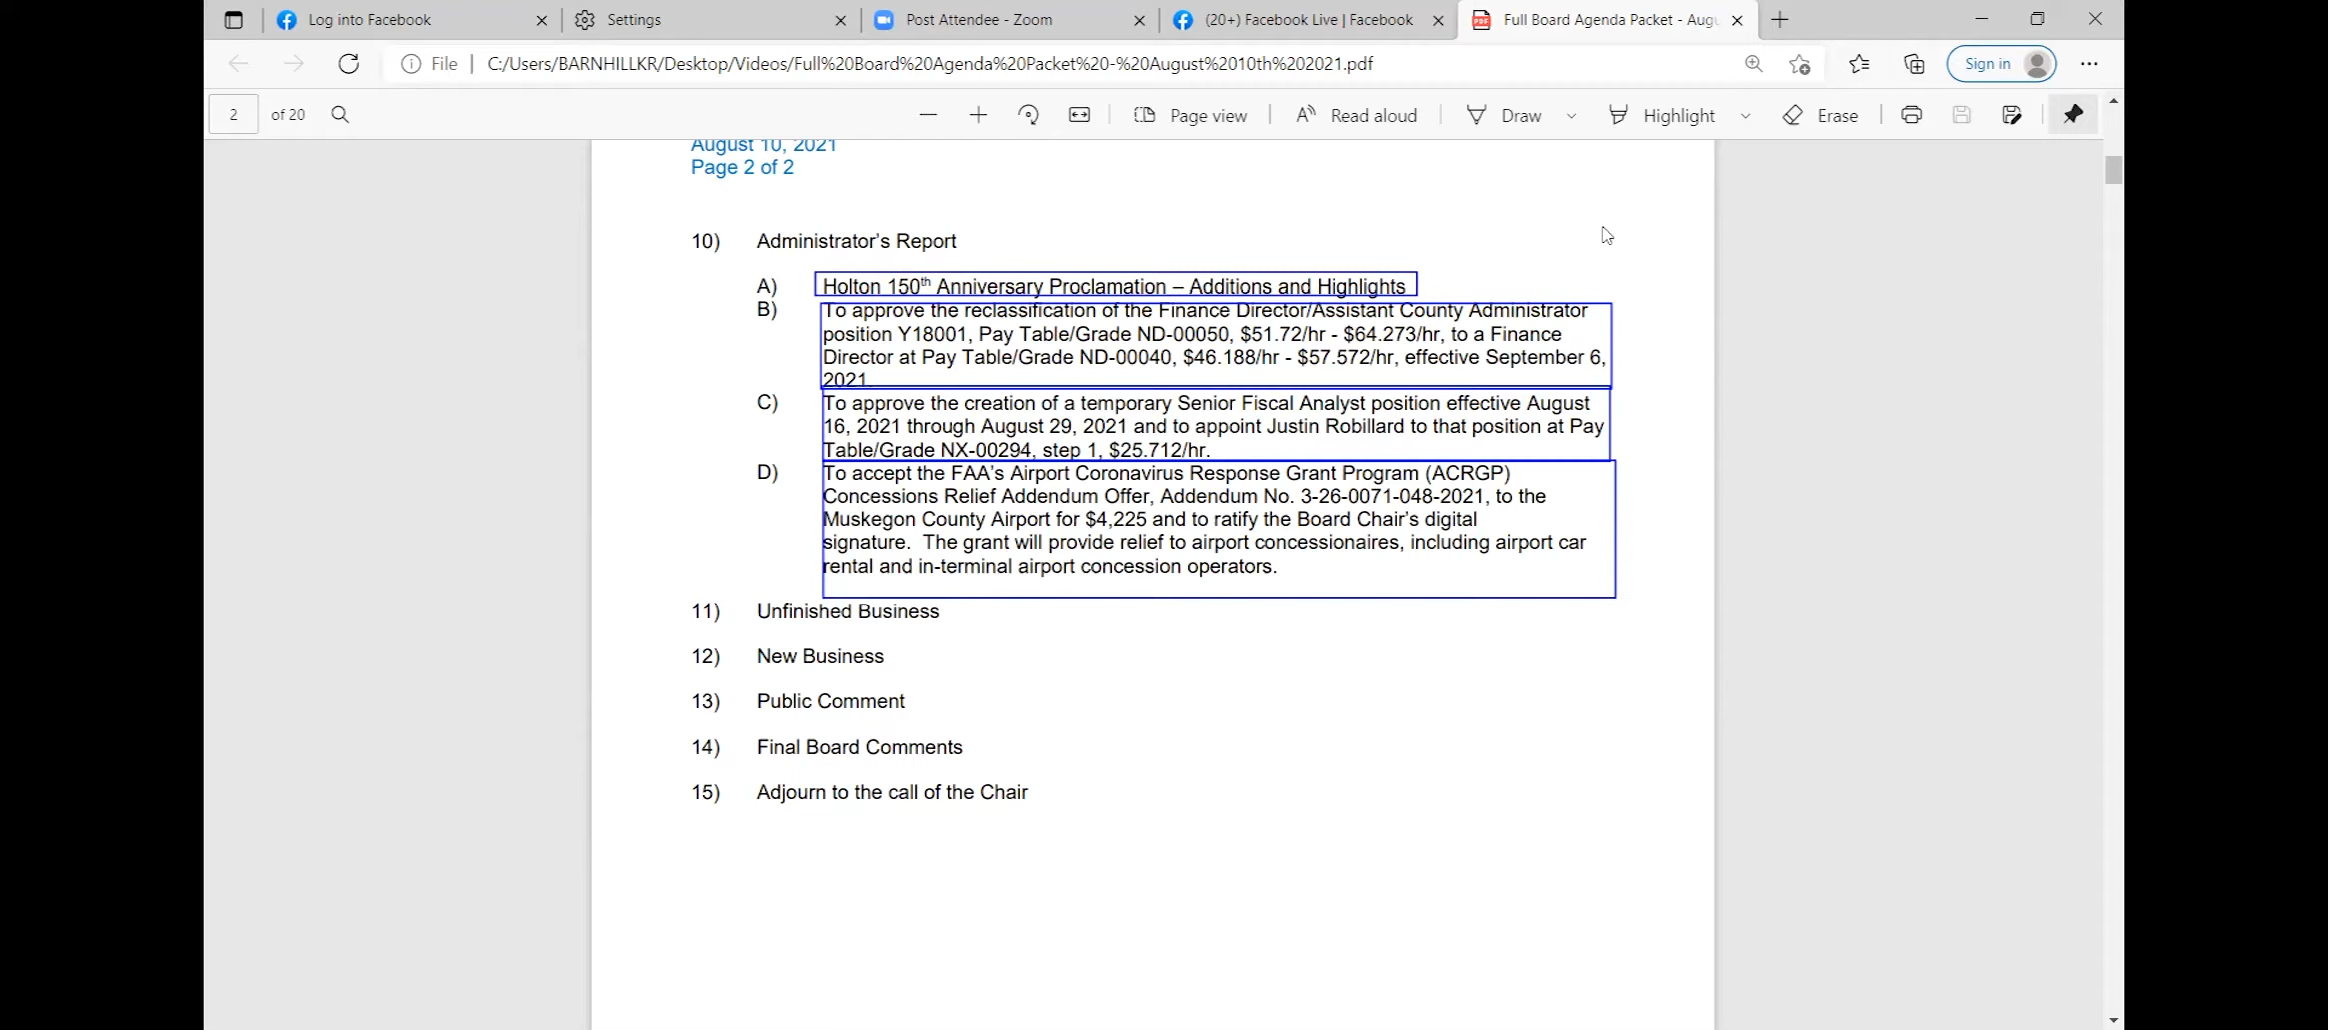 Log into Facebook
Settings
Post Attendee - Zoom
(20+) Facebook Live | Facebook
Full Board Agenda Packet - Augu
File
C:/Users/BARNHILLKR/Desktop/Videos/Full%20Board%20Agenda%20Packet%20-%20August%2010th%202021.pdf
Sign in
2 of 20
Page view
Read aloud
Draw
Highlight
Erase
August 10, 2021
Page 2 of 2
10) Administrator's Report
A) Holton 150th Anniversary Proclamation – Additions and Highlights
B) To approve the reclassification of the Finance Director/Assistant County Administrator
position Y18001, Pay Table/Grade ND-00050, $51.72/hr - $64.273/hr, to a Finance
Director at Pay Table/Grade ND-00040, $46.188/hr - $57.572/hr, effective September 6,
2021.
C) To approve the creation of a temporary Senior Fiscal Analyst position effective August
16, 2021 through August 29, 2021 and to appoint Justin Robillard to that position at Pay
Table/Grade NX-00294, step 1, $25.712/hr.
D) To accept the FAA's Airport Coronavirus Response Grant Program (ACRGP)
Concessions Relief Addendum Offer, Addendum No. 3-26-0071-048-2021, to the
Muskegon County Airport for $4,225 and to ratify the Board Chair's digital
signature. The grant will provide relief to airport concessionaires, including airport car
rental and in-terminal airport concession operators.
11) Unfinished Business
12) New Business
13) Public Comment
14) Final Board Comments
15) Adjourn to the call of the Chair